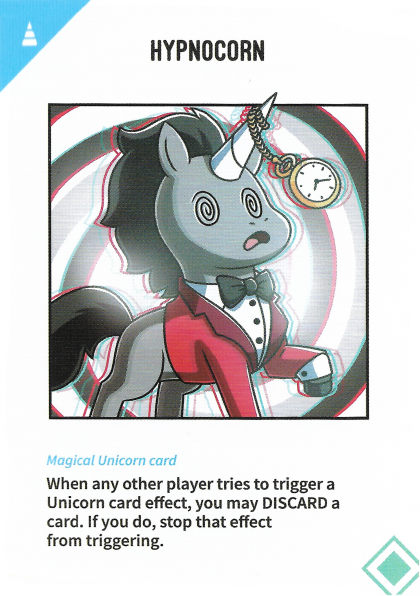 HYPNOCORN
Magical Unicorn card
When any other player tries to trigger a
Unicorn card effect, you may DISCARD a
card. If you do, stop that effect
from triggering.